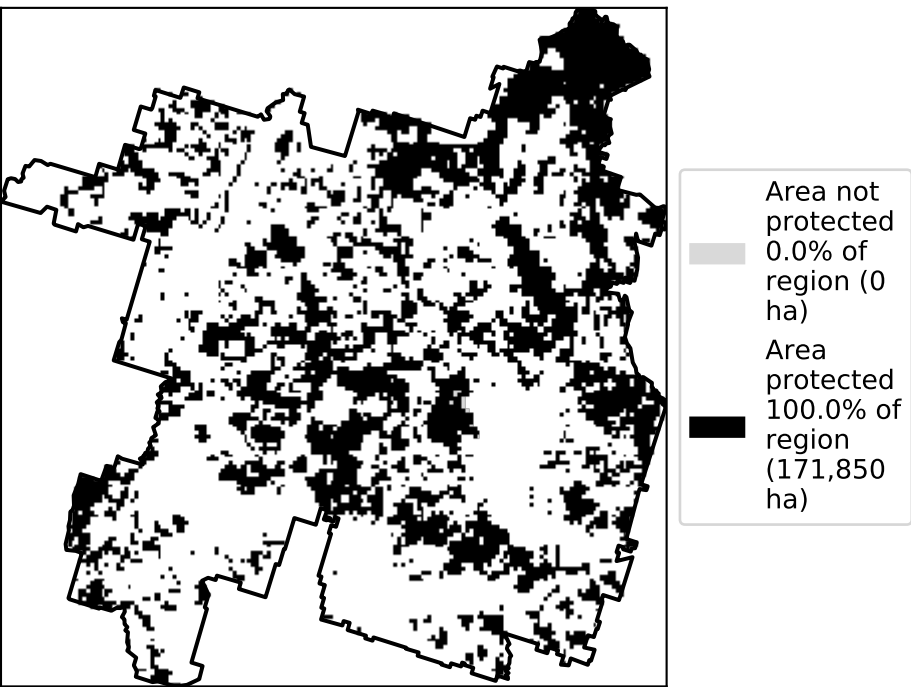 Area not
protected
0.0% of
region (0
ha)
Area
protected
100.0% of
region
(171,850
ha)